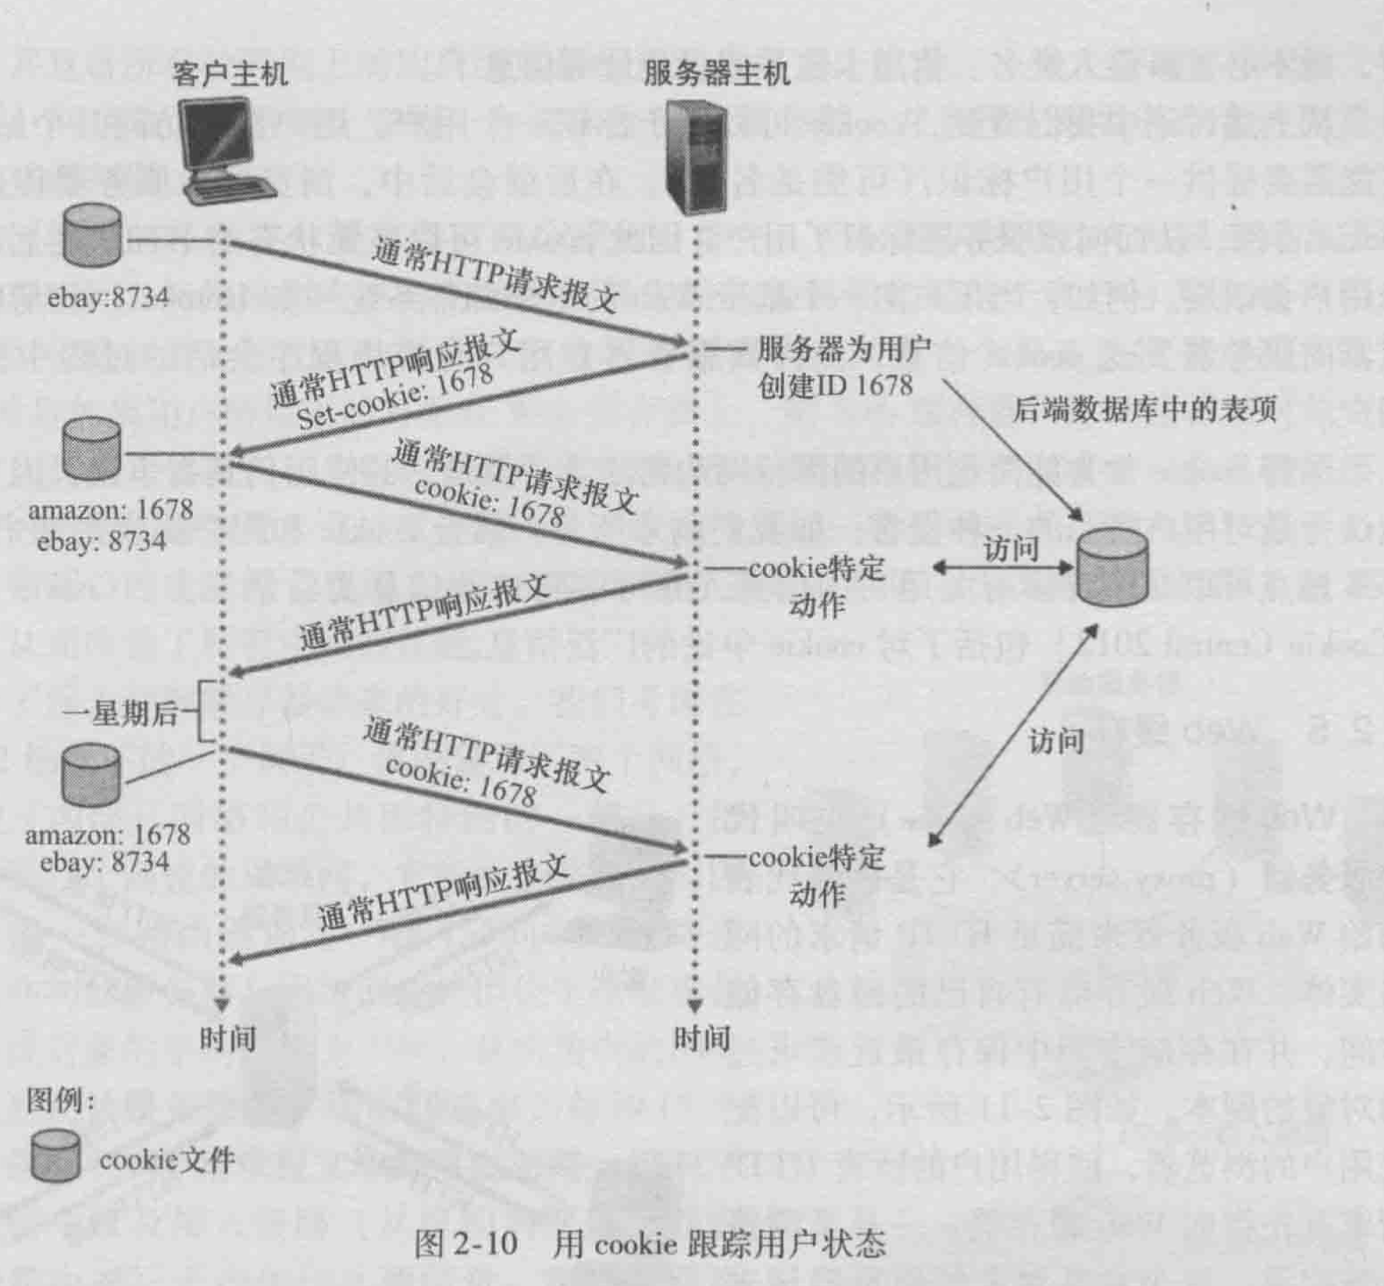 客户主机
服务器主机
ebay:8734
通常HTTP请求报文
服务器为用户
创建ID 1678
通常HTTP响应报文
Set-cookie: 1678
后端数据库中的表项
通常HTTP请求报文
cookie: 1678
amazon: 1678
ebay: 8734
访问
cookie特定
动作
通常HTTP响应报文
一星期后
访问
通常HTTP请求报文
cookie: 1678
amazon: 1678
ebay: 8734
cookie特定
动作
通常HTTP响应报文
时间
时间
图例:
cookie文件
图 2-10 用 cookie 跟踪用户状态